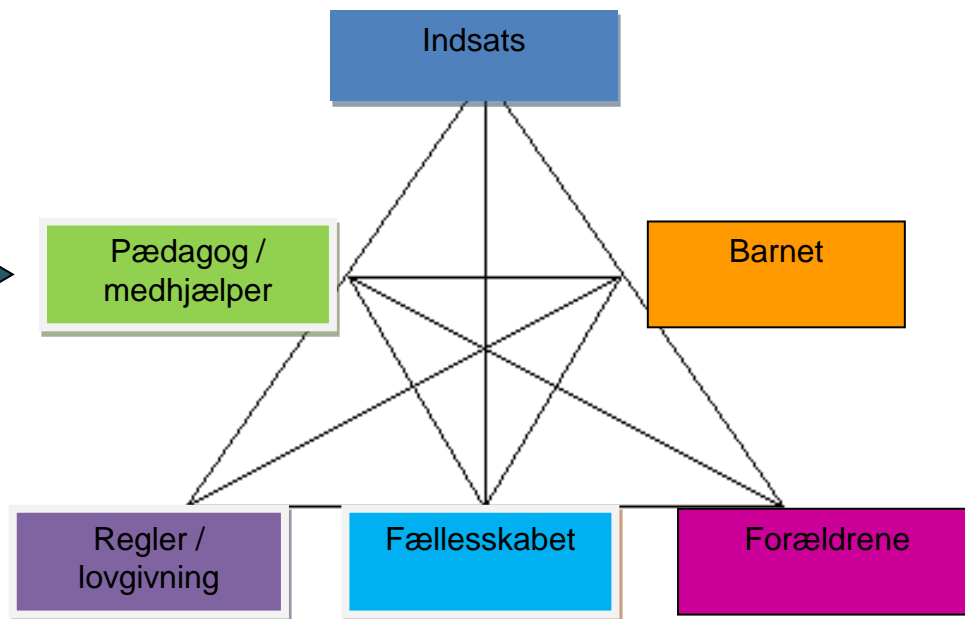 Indsats
Pædagog /
medhjælper
Barnet
Regler /
lovgivning
Fællesskabet
Forældrene